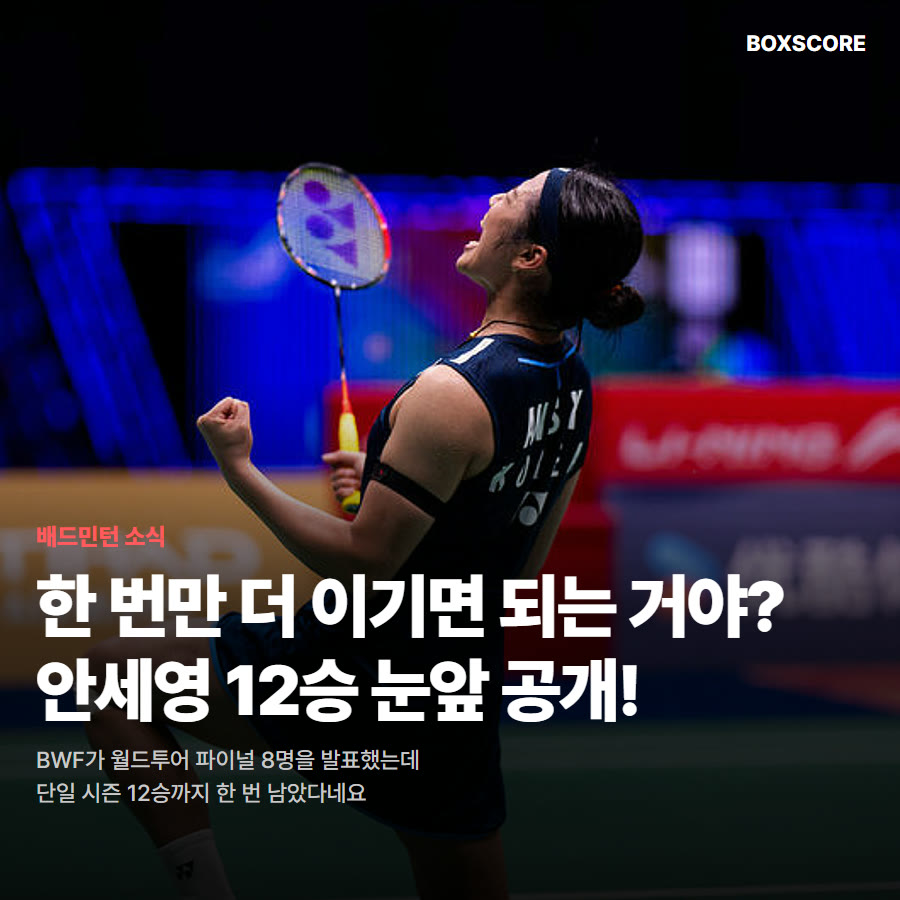 BOXSCORE
KOREA
LI-NING
배드민턴 소식
한 번만 더 이기면 되는 거야?
안세영 12승 눈앞 공개!
BWF가 월드투어 파이널 8명을 발표했는데
단일 시즌 12승까지 한 번 남았다네요